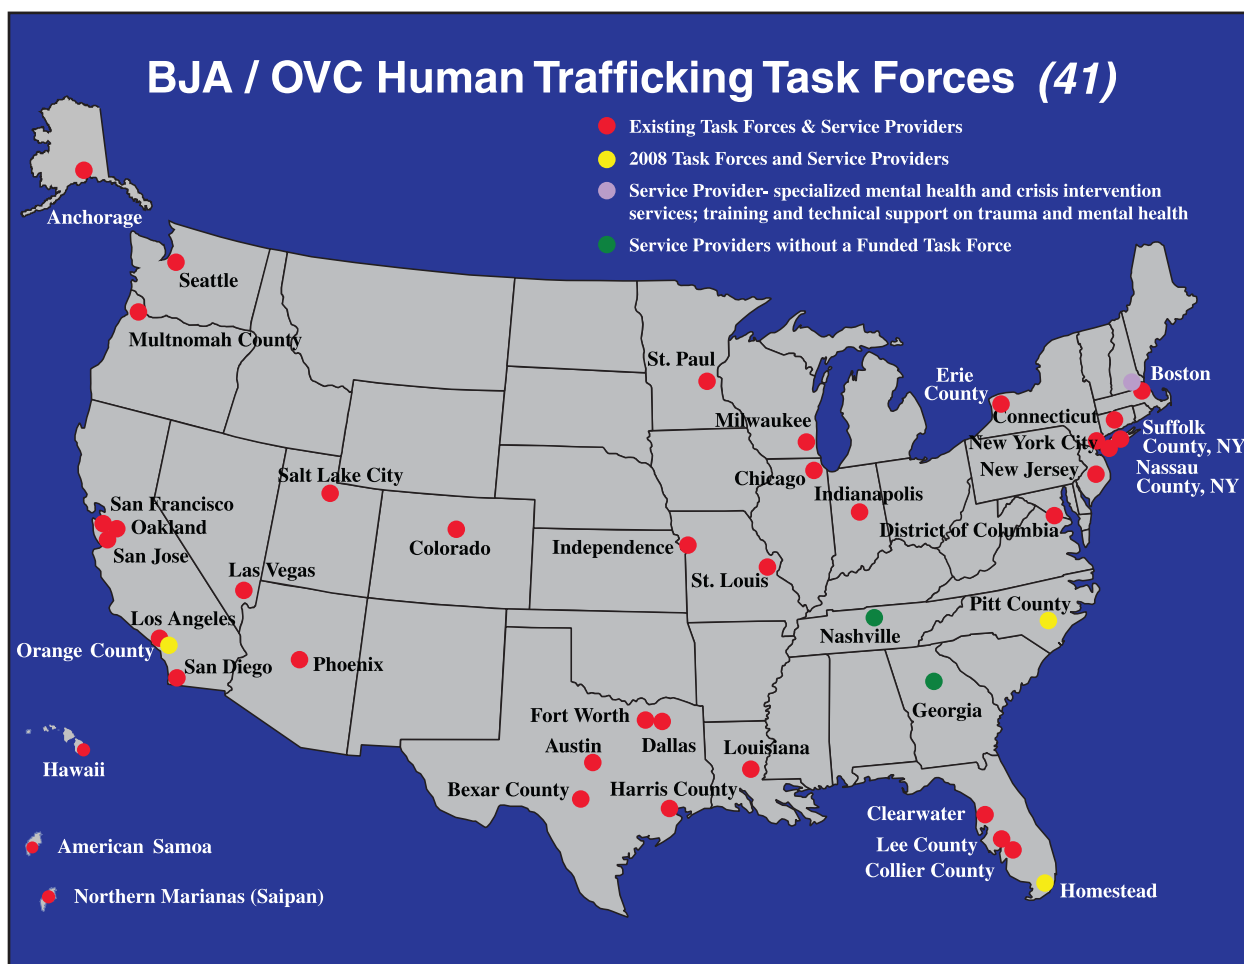 BJA / OVC Human Trafficking Task Forces (41)
Existing Task Forces & Service Providers
2008 Task Forces and Service Providers
Service Provider- specialized mental health and crisis intervention
services; training and technical support on trauma and mental health
Service Providers without a Funded Task Force
Anchorage
Seattle
Multnomah County
St. Paul
Milwaukee
Chicago
Indianapolis
Erie
County
Boston
Connecticut
Suffolk
County, NY
New York City
New Jersey
Nassau
County, NY
District of Columbia
Salt Lake City
San Francisco
Oakland
San Jose
Colorado
Independence
St. Louis
Las Vegas
Los Angeles
Orange County
San Diego
Phoenix
Nashville
Pitt County
Georgia
Fort Worth
Dallas
Austin
Louisiana
Bexar County
Harris County
Hawaii
Clearwater
Lee County
Collier County
Homestead
American Samoa
Northern Marianas (Saipan)